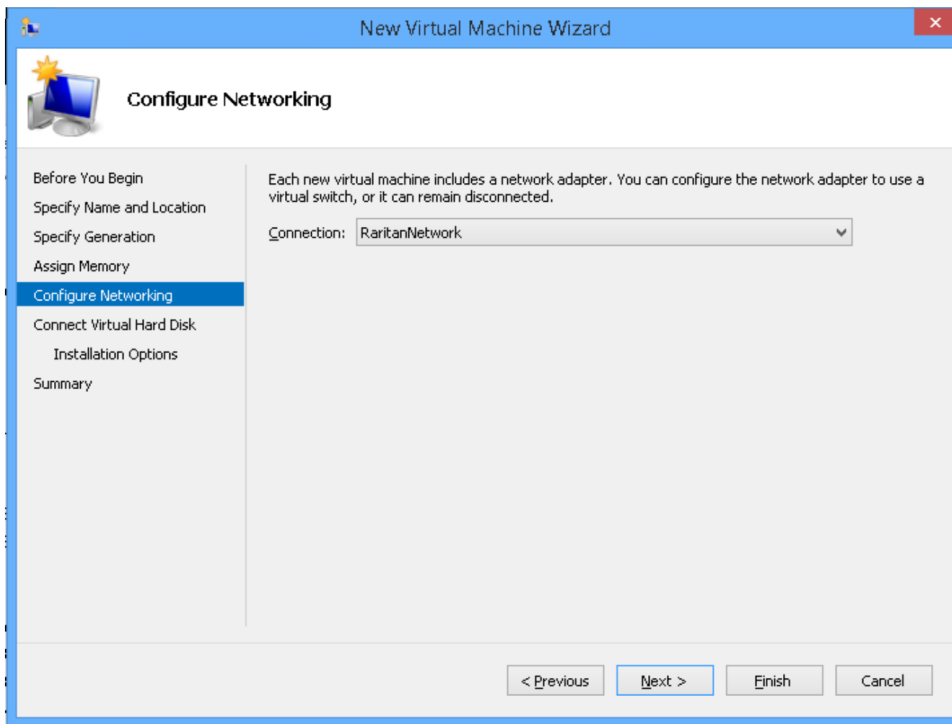 New Virtual Machine Wizard
Configure Networking
Before You Begin
Specify Name and Location
Specify Generation
Assign Memory
Configure Networking
Connect Virtual Hard Disk
Installation Options
Summary
Each new virtual machine includes a network adapter. You can configure the network adapter to use a
virtual switch, or it can remain disconnected.
Connection: RaritanNetwork
< Previous Next > Finish Cancel